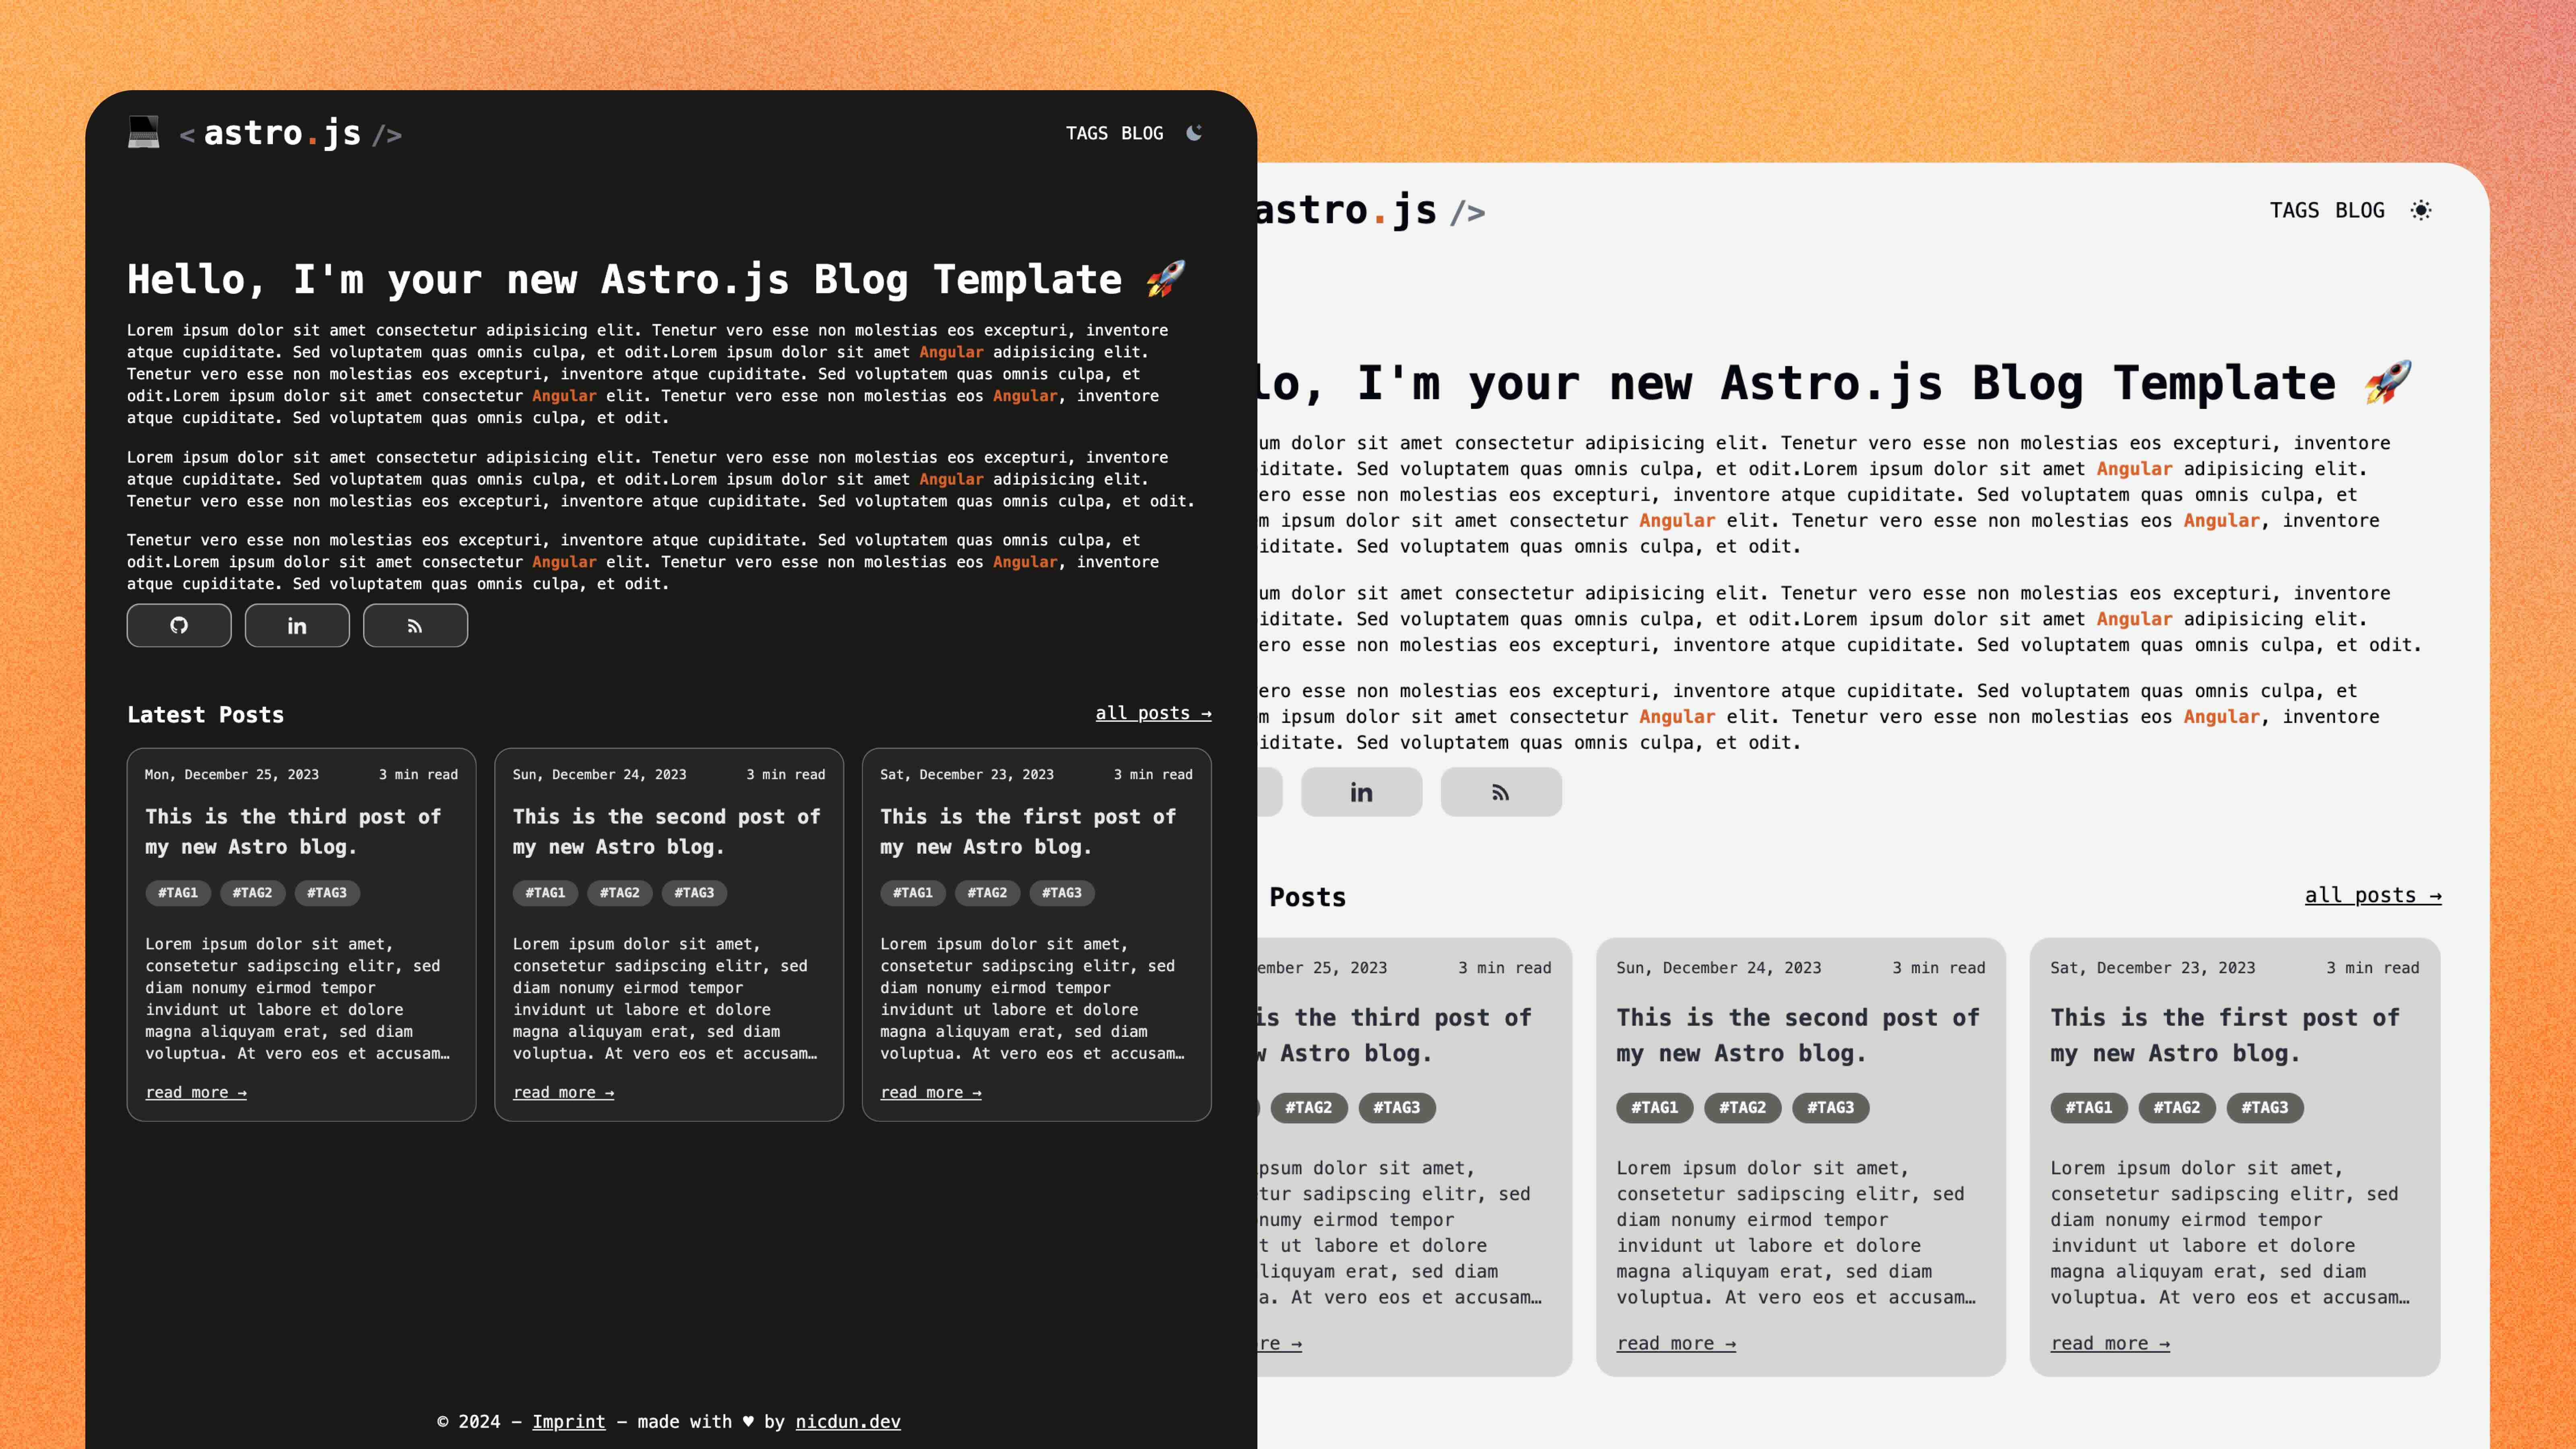 < astro.js />
TAGS BLOG
Hello, I'm your new Astro.js Blog Template 🚀
Lorem ipsum dolor sit amet consectetur adipisicing elit. Tenetur vero esse non molestias eos excepturi, inventore
atque cupiditate. Sed voluptatem quas omnis culpa, et odit.Lorem ipsum dolor sit amet Angular adipisicing elit.
Tenetur vero esse non molestias eos excepturi, inventore atque cupiditate. Sed voluptatem quas omnis culpa, et
odit.Lorem ipsum dolor sit amet consectetur Angular elit. Tenetur vero esse non molestias eos Angular, inventore
atque cupiditate. Sed voluptatem quas omnis culpa, et odit.
Lorem ipsum dolor sit amet consectetur adipisicing elit. Tenetur vero esse non molestias eos excepturi, inventore
atque cupiditate. Sed voluptatem quas omnis culpa, et odit.Lorem ipsum dolor sit amet Angular adipisicing elit.
Tenetur vero esse non molestias eos excepturi, inventore atque cupiditate. Sed voluptatem quas omnis culpa, et odit.
Tenetur vero esse non molestias eos excepturi, inventore atque cupiditate. Sed voluptatem quas omnis culpa, et
odit.Lorem ipsum dolor sit amet consectetur Angular elit. Tenetur vero esse non molestias eos Angular, inventore
atque cupiditate. Sed voluptatem quas omnis culpa, et odit.
in
Latest Posts
all posts →
Mon, December 25, 2023 3 min read
This is the third post of
my new Astro blog.
#TAG1 #TAG2 #TAG3
Lorem ipsum dolor sit amet,
consetetur sadipscing elitr, sed
diam nonumy eirmod tempor
invidunt ut labore et dolore
magna aliquyam erat, sed diam
voluptua. At vero eos et accusam…
read more →
Sun, December 24, 2023 3 min read
This is the second post of
my new Astro blog.
#TAG1 #TAG2 #TAG3
Lorem ipsum dolor sit amet,
consetetur sadipscing elitr, sed
diam nonumy eirmod tempor
invidunt ut labore et dolore
magna aliquyam erat, sed diam
voluptua. At vero eos et accusam…
read more →
Sat, December 23, 2023 3 min read
This is the first post of
my new Astro blog.
#TAG1 #TAG2 #TAG3
Lorem ipsum dolor sit amet,
consetetur sadipscing elitr, sed
diam nonumy eirmod tempor
invidunt ut labore et dolore
magna aliquyam erat, sed diam
voluptua. At vero eos et accusam…
read more →
© 2024 – Imprint – made with ♥ by nicdun.dev
astro.js />
TAGS BLOG
lo, I'm your new Astro.js Blog Template 🚀
um dolor sit amet consectetur adipisicing elit. Tenetur vero esse non molestias eos excepturi, inventore
iditate. Sed voluptatem quas omnis culpa, et odit.Lorem ipsum dolor sit amet Angular adipisicing elit.
ero esse non molestias eos excepturi, inventore atque cupiditate. Sed voluptatem quas omnis culpa, et
m ipsum dolor sit amet consectetur Angular elit. Tenetur vero esse non molestias eos Angular, inventore
iditate. Sed voluptatem quas omnis culpa, et odit.
um dolor sit amet consectetur adipisicing elit. Tenetur vero esse non molestias eos excepturi, inventore
iditate. Sed voluptatem quas omnis culpa, et odit.Lorem ipsum dolor sit amet Angular adipisicing elit.
ero esse non molestias eos excepturi, inventore atque cupiditate. Sed voluptatem quas omnis culpa, et odit.
ero esse non molestias eos excepturi, inventore atque cupiditate. Sed voluptatem quas omnis culpa, et
m ipsum dolor sit amet consectetur Angular elit. Tenetur vero esse non molestias eos Angular, inventore
iditate. Sed voluptatem quas omnis culpa, et odit.
in
Posts
all posts →
ember 25, 2023 3 min read
is the third post of
w Astro blog.
#TAG2 #TAG3
psum dolor sit amet,
tur sadipscing elitr, sed
numy eirmod tempor
t ut labore et dolore
liquyam erat, sed diam
a. At vero eos et accusam…
re →
Sun, December 24, 2023 3 min read
This is the second post of
my new Astro blog.
#TAG1 #TAG2 #TAG3
Lorem ipsum dolor sit amet,
consetetur sadipscing elitr, sed
diam nonumy eirmod tempor
invidunt ut labore et dolore
magna aliquyam erat, sed diam
voluptua. At vero eos et accusam…
read more →
Sat, December 23, 2023 3 min read
This is the first post of
my new Astro blog.
#TAG1 #TAG2 #TAG3
Lorem ipsum dolor sit amet,
consetetur sadipscing elitr, sed
diam nonumy eirmod tempor
invidunt ut labore et dolore
magna aliquyam erat, sed diam
voluptua. At vero eos et accusam…
read more →